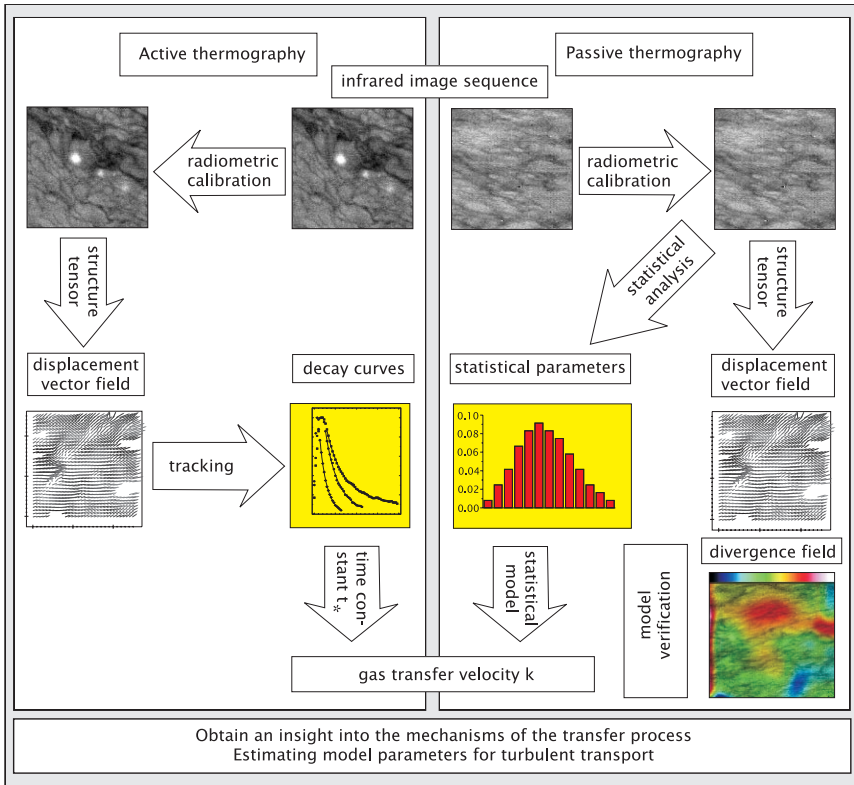 Active thermography
Passive thermography
infrared image sequence
radiometric
calibration
radiometric
calibration
structure
tensor
statistical
analysis
structure
tensor
displacement
vector field
decay curves
statistical parameters
displacement
vector field
tracking
0.10
0.08
0.06
0.04
0.02
0.00
divergence field
time con-
stant t*
statistical
model
model
verification
gas transfer velocity k
Obtain an insight into the mechanisms of the transfer process
Estimating model parameters for turbulent transport